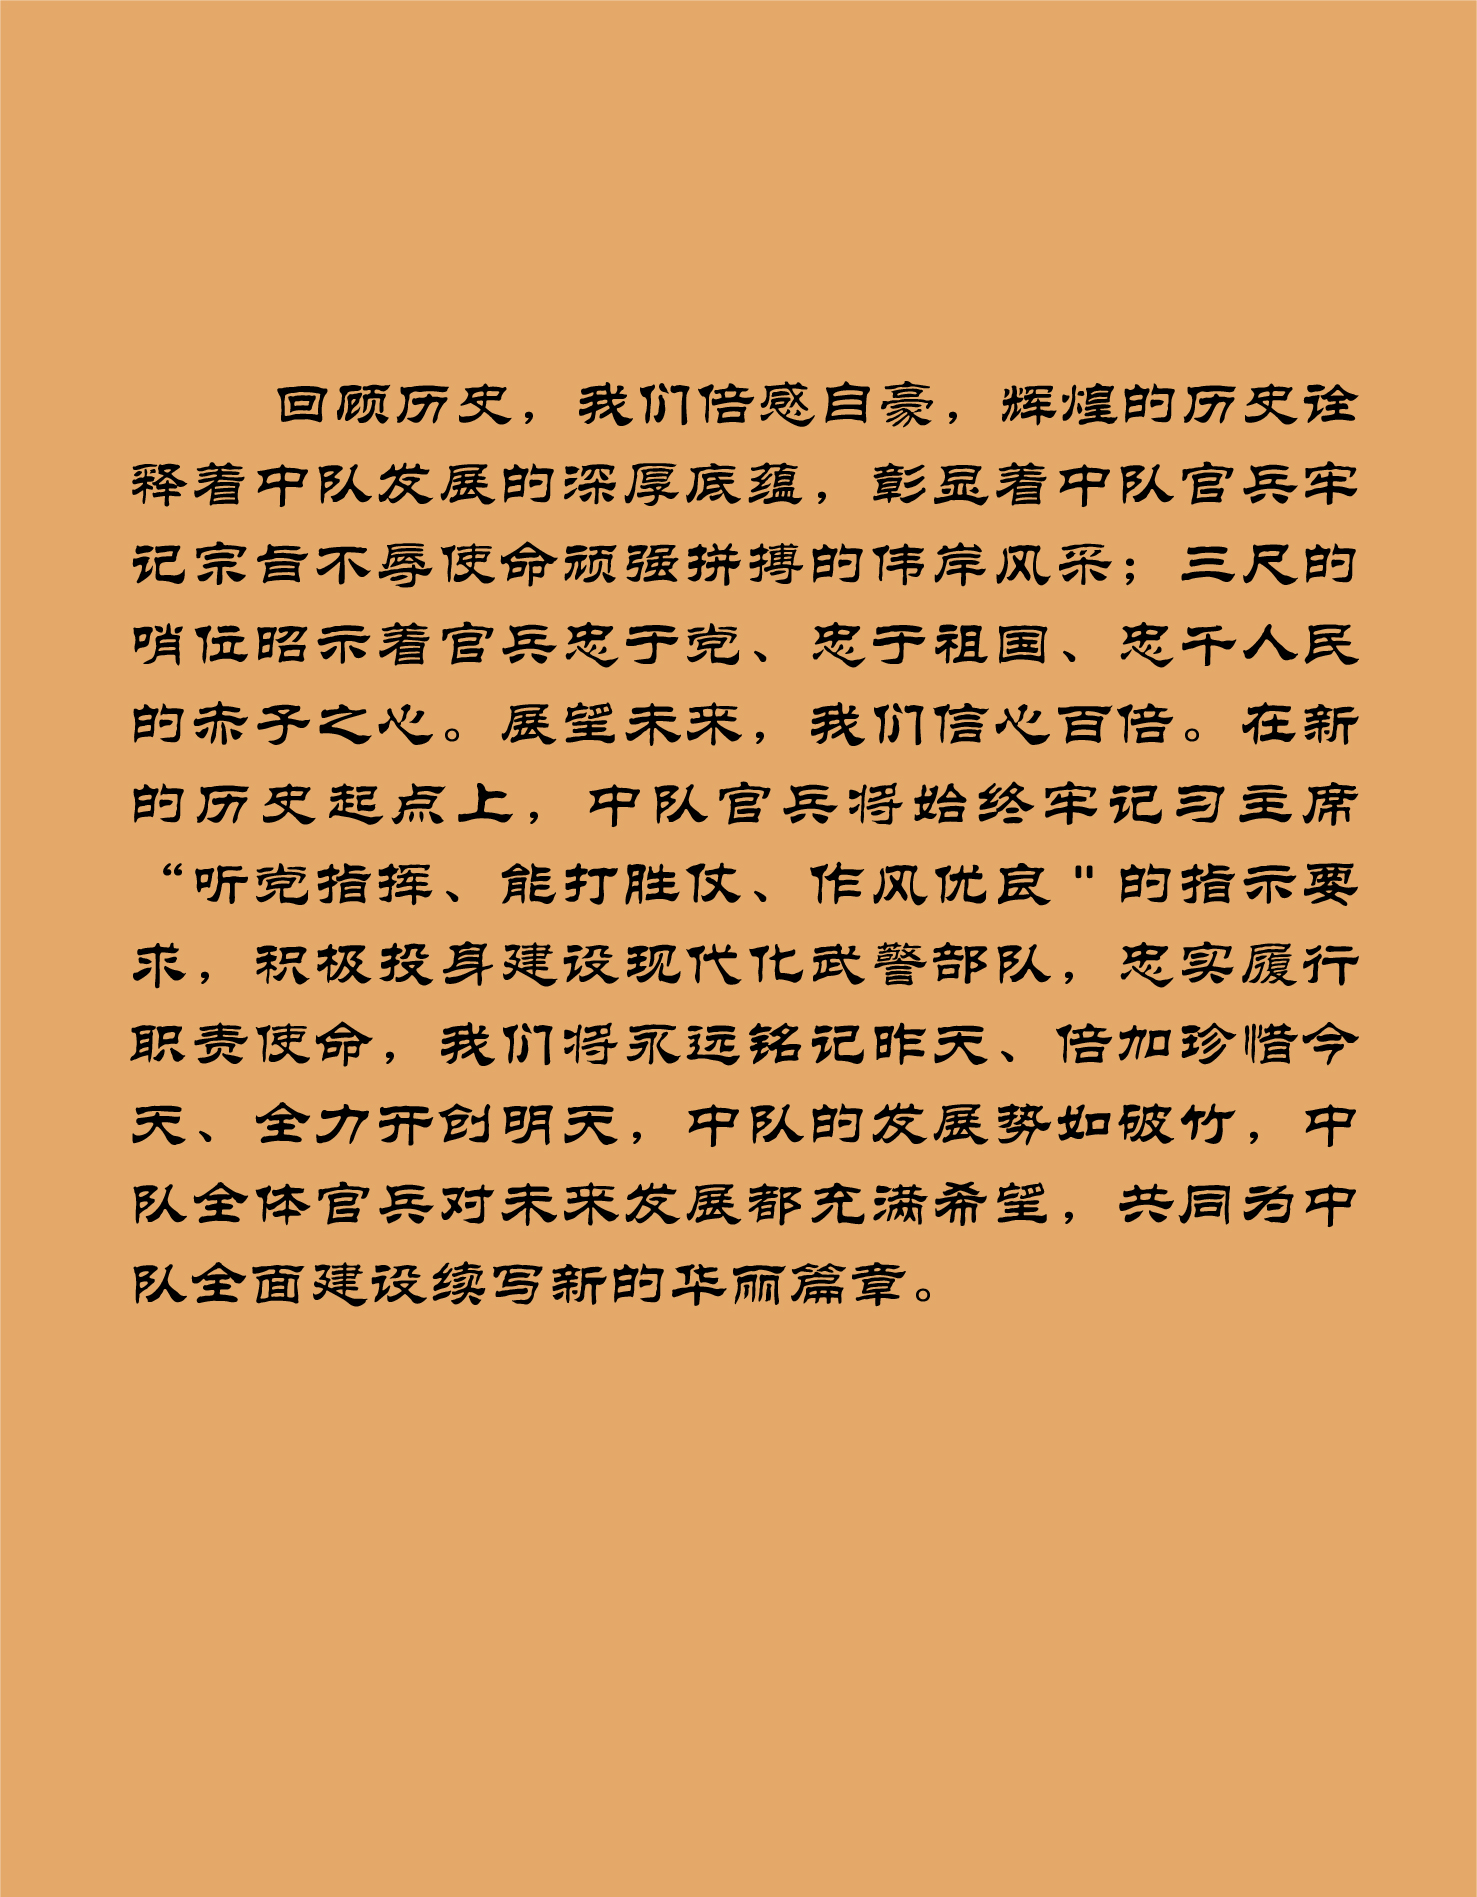 回顾历史，我们倍感自豪，辉煌的历史诠
释着中队发展的深厚底蕴，彰显着中队官兵牢
记宗旨不辱使命顽强拼搏的伟岸风采；三尺的
哨位昭示着官兵忠于党、忠于祖国、忠千人民
的赤子之心。展望未来，我们信心百倍。在新
的历史起点上，中队官兵将始终牢记习主席
“听党指挥、能打胜仗、作风优良＂的指示要
求，积极投身建设现代化武警部队，忠实履行
职责使命，我们将永远铭记昨天、倍加珍惜今
天、全力开创明天，中队的发展势如破竹，中
队全体官兵对未来发展都充满希望，共同为中
队全面建设续写新的华丽篇章。